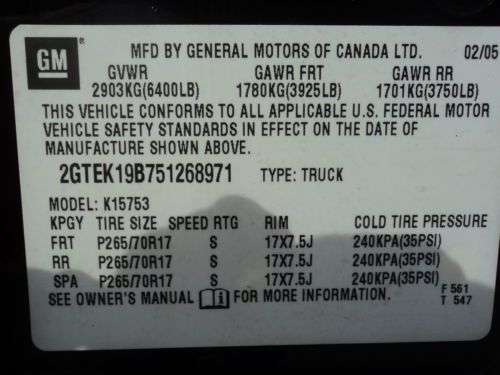 GM
MFD BY GENERAL MOTORS OF CANADA LTD. 02/05
GVWR GAWR FRT GAWR RR
2903KG(6400LB) 1780KG(3925LB) 1701KG(3750LB)
THIS VEHICLE CONFORMS TO ALL APPLICABLE U.S. FEDERAL MOTOR
VEHICLE SAFETY STANDARDS IN EFFECT ON THE DATE OF
MANUFACTURE SHOWN ABOVE.
2GTEK19B751268971 TYPE: TRUCK
MODEL: K15753
KPGY TIRE SIZE SPEED RTG RIM COLD TIRE PRESSURE
FRT P265/70R17 S 17X7.5J 240KPA(35PSI)
RR P265/70R17 S 17X7.5J 240KPA(35PSI)
SPA P265/70R17 S 17X7.5J 240KPA(35PSI)
SEE OWNER'S MANUAL i FOR MORE INFORMATION. F 561
T 547